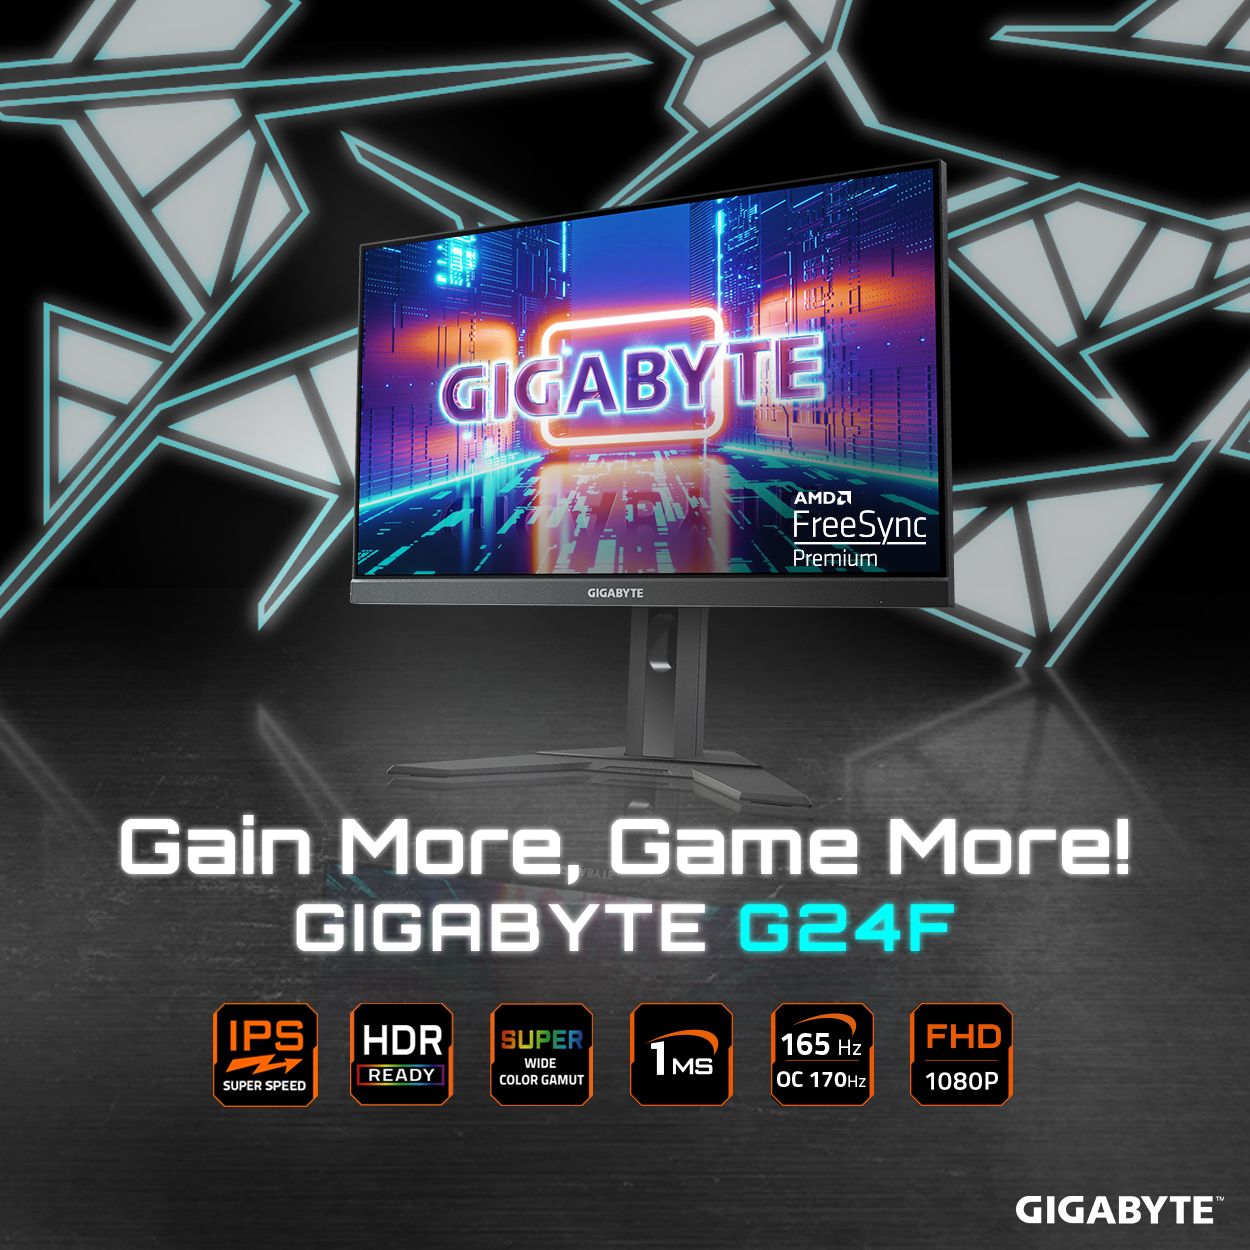 GIGABYTE
AMD
FreeSync
Premium
GIGABYTE
Gain More, Game More!
GIGABYTE G24F
IPS
SUPER SPEED
HDR
READY
SUPER
WIDE
COLOR GAMUT
1MS
165 Hz
OC 170Hz
FHD
1080P
GIGABYTE™